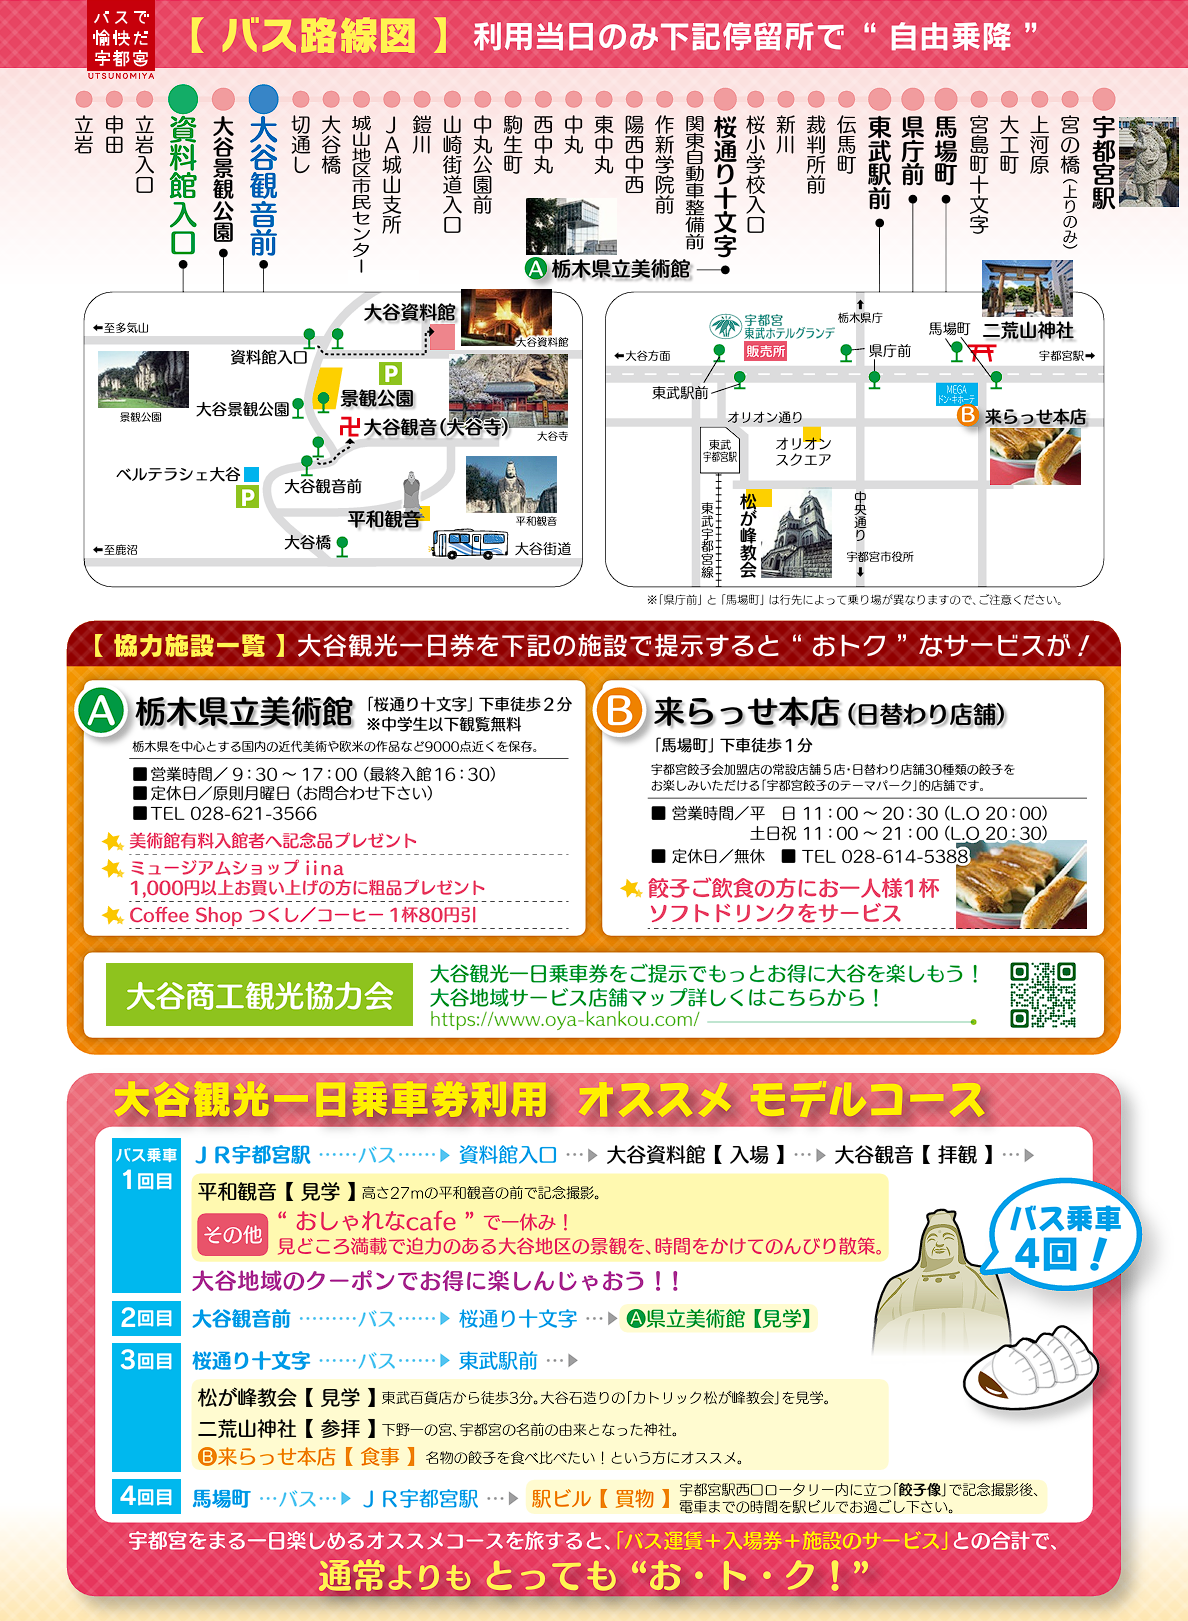 バスで
愉快だ
宇都宮
UTSUNOMIYA
【 バス路線図 】 利用当日のみ下記停留所で “ 自由乗降 ”
立岩
申田
立岩入口
資料館入口
大谷景観公園
大谷観音前
切通し
大谷橋
城山地区市民センター
ＪＡ城山支所
鎧川
山崎街道入口
中丸公園前
駒生町
西中丸
中丸
東中丸
陽西中西
作新学院前
関東自動車整備前
桜通り十文字
桜小学校入口
新川
裁判所前
伝馬町
東武駅前
県庁前
馬場町
宮島町十文字
大工町
上河原
宮の橋（上りのみ）
宇都宮駅
A 栃木県立美術館
←至多気山
大谷資料館
大谷資料館
資料館入口
景観公園
P
大谷景観公園
景観公園
卍大谷観音（大谷寺）
大谷寺
ベルテラシェ大谷
P
大谷観音前
平和観音
平和観音
大谷橋
←至鹿沼
大谷街道
宇都宮
東武ホテルグランデ
販売所
栃木県庁
馬場町
二荒山神社
←大谷方面
県庁前
宇都宮駅→
東武駅前
MEGA
ドン・キホーテ
B 来らっせ本店
オリオン通り
東武
宇都宮駅
オリオン
スクエア
東武宇都宮線
松が峰教会
中央通り
宇都宮市役所
※「県庁前」と「馬場町」は行先によって乗り場が異なりますので、ご注意ください。
【 協力施設一覧 】大谷観光一日券を下記の施設で提示すると “ おトク ” なサービスが！
A 栃木県立美術館 「桜通り十文字」下車徒歩２分
※中学生以下観覧無料
栃木県を中心とする国内の近代美術や欧米の作品など9000点近くを保存。
■営業時間／９：30 ～ 17：00（最終入館16：30）
■定休日／原則月曜日（お問合わせ下さい）
■TEL 028-621-3566
美術館有料入館者へ記念品プレゼント
ミュージアムショップ iina
1,000円以上お買い上げの方に粗品プレゼント
Coffee Shop つくし／コーヒー１杯80円引
B 来らっせ本店（日替わり店舗）
「馬場町」下車徒歩１分
宇都宮餃子会加盟店の常設店舗５店・日替わり店舗30種類の餃子を
お楽しみいただける「宇都宮餃子のテーマパーク」的店舗です。
■ 営業時間／平　日 11：00 ～ 20：30（L.O 20：00）
土日祝 11：00 ～ 21：00（L.O 20：30）
■ 定休日／無休　■ TEL 028-614-5388
餃子ご飲食の方にお一人様1杯
ソフトドリンクをサービス
大谷商工観光協力会
大谷観光一日乗車券をご提示でもっとお得に大谷を楽しもう！
大谷地域サービス店舗マップ詳しくはこちらから！
https://www.oya-kankou.com/
大谷観光一日乗車券利用　オススメ モデルコース
バス乗車
1回目
ＪＲ宇都宮駅 ……バス……▶ 資料館入口 …▶ 大谷資料館【 入場 】…▶ 大谷観音【 拝観 】…▶
平和観音【 見学 】高さ27mの平和観音の前で記念撮影。
その他
“ おしゃれなcafe ” で一休み！
見どころ満載で迫力のある大谷地区の景観を、時間をかけてのんびり散策。
大谷地域のクーポンでお得に楽しんじゃおう！！
バス乗車
4回！
2回目
大谷観音前 ………バス……▶ 桜通り十文字 …▶ A県立美術館【見学】
3回目
桜通り十文字 ……バス……▶ 東武駅前 …▶
松が峰教会【 見学 】東武百貨店から徒歩3分。大谷石造りの「カトリック松が峰教会」を見学。
二荒山神社【 参拝 】下野一の宮、宇都宮の名前の由来となった神社。
B来らっせ本店【 食事 】 名物の餃子を食べ比べたい！という方にオススメ。
4回目
馬場町 …バス…▶ ＪＲ宇都宮駅 …▶ 駅ビル【 買物 】
宇都宮駅西口ロータリー内に立つ「餃子像」で記念撮影後、
電車までの時間を駅ビルでお過ごし下さい。
宇都宮をまる一日楽しめるオススメコースを旅すると、「バス運賃＋入場券＋施設のサービス」との合計で、
通常よりも とっても “お・ト・ク！”